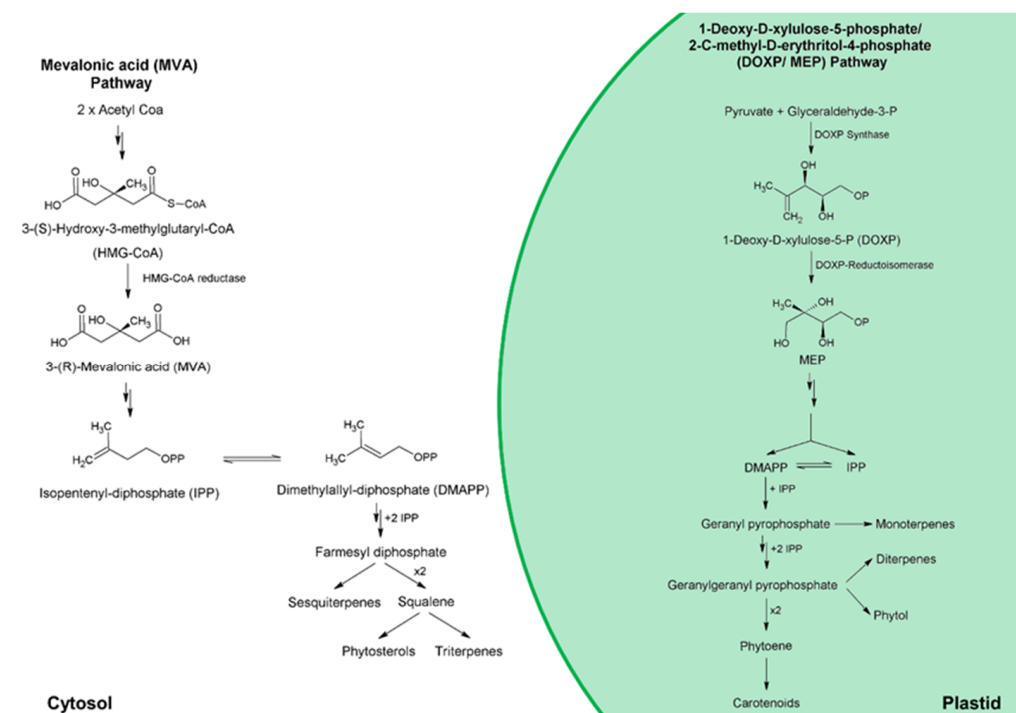 Mevalonic acid (MVA)
Pathway
2 x Acetyl Coa
O
HO
CH3
O
HO
S–CoA
3-(S)-Hydroxy-3-methylglutaryl-CoA
(HMG-CoA)
HMG-CoA reductase
O
HO
CH3
O
HO
OH
3-(R)-Mevalonic acid (MVA)
H3C
H2C
OPP
Isopentenyl-diphosphate (IPP)
H3C
H3C
OPP
Dimethylallyl-diphosphate (DMAPP)
+2 IPP
Farmesyl diphosphate
x2
Sesquiterpenes
Squalene
Phytosterols
Triterpenes
Cytosol
1-Deoxy-D-xylulose-5-phosphate/
2-C-methyl-D-erythritol-4-phosphate
(DOXP/ MEP) Pathway
Pyruvate + Glyceraldehyde-3-P
DOXP Synthase
OH
H3C
OP
CH2
OH
1-Deoxy-D-xylulose-5-P (DOXP)
DOXP-Reductoisomerase
H3C
OH
OP
HO
OH
MEP
DMAPP
IPP
+ IPP
Geranyl pyrophosphate
Monoterpenes
+2 IPP
Diterpenes
Geranylgeranyl pyrophosphate
Phytol
x2
Phytoene
Carotenoids
Plastid